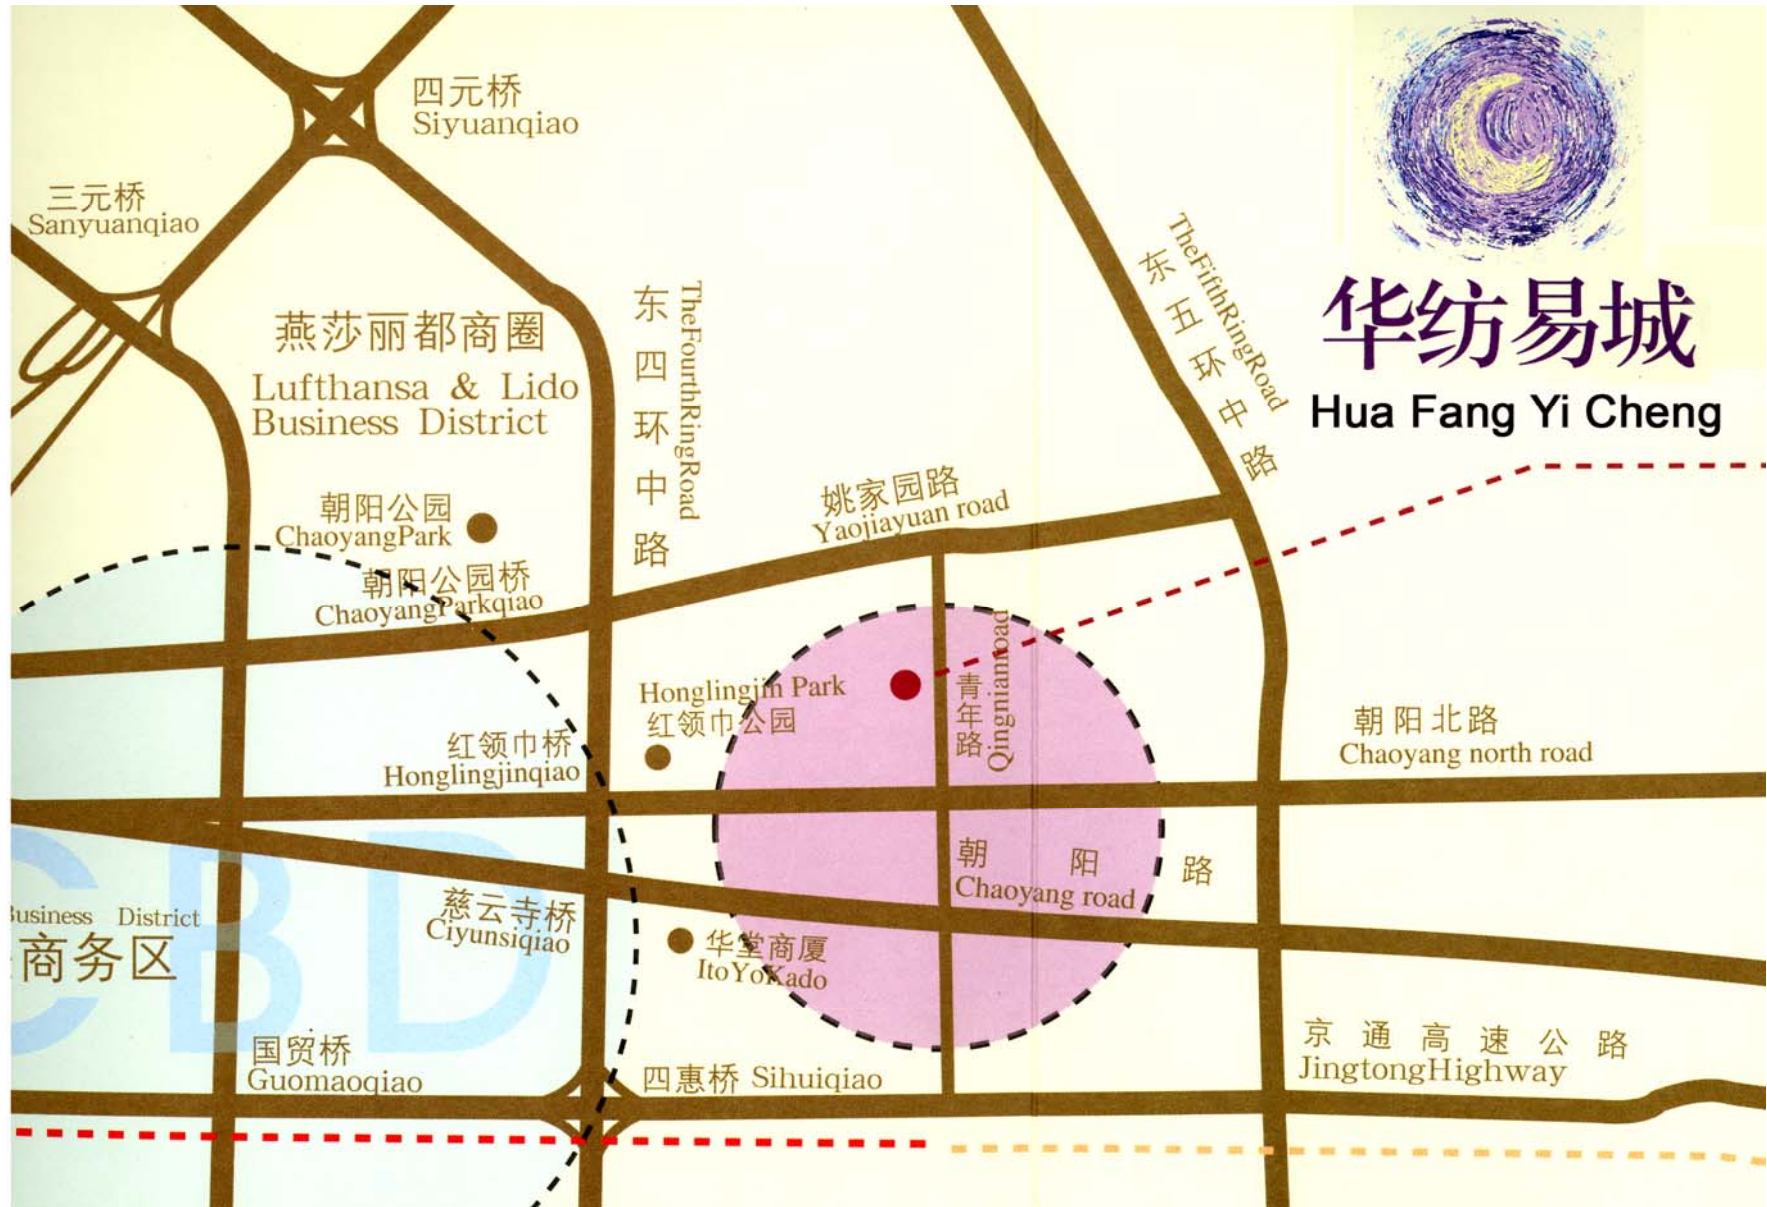 四元桥
Siyuanqiao
三元桥
Sanyuanqiao
燕莎丽都商圈
Lufthansa & Lido
Business District
东四环中路
TheFourthRingRoad
东五环中路
TheFifthRingRoad
华纺易城
Hua Fang Yi Cheng
朝阳公园
ChaoyangPark
朝阳公园桥
ChaoyangParkqiao
姚家园路
Yaojiayuan road
Honglingjin Park
红领巾公园
青年路
Qingnianroad
红领巾桥
Honglingjinqiao
朝阳北路
Chaoyang north road
CBD
Business District
商务区
慈云寺桥
Ciyunsiqiao
朝阳路
Chaoyang road
华堂商厦
ItoYoKado
国贸桥
Guomaoqiao
四惠桥 Sihuiqiao
京通高速公路
JingtongHighway